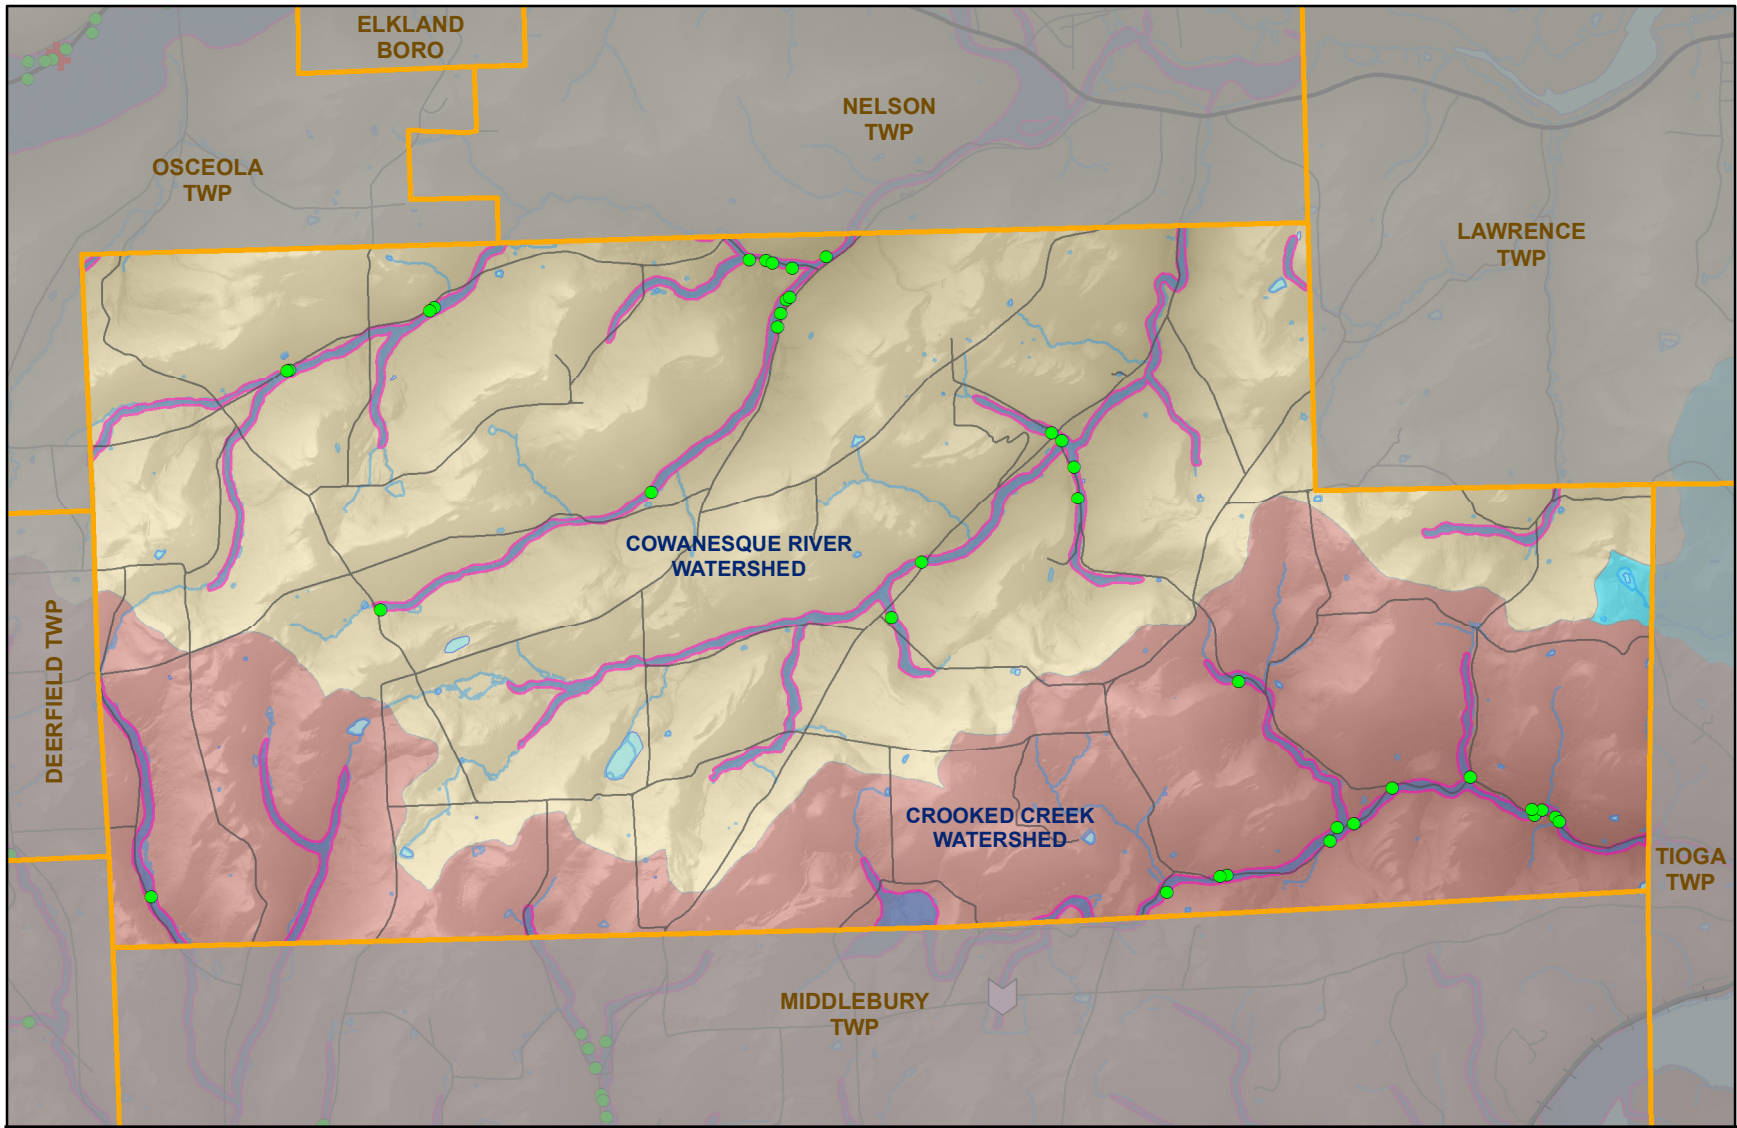 ELKLAND
BORO
NELSON
TWP
OSCEOLA
TWP
LAWRENCE
TWP
COWANESQUE RIVER
WATERSHED
DEERFIELD TWP
CROOKED CREEK
WATERSHED
TIOGA
TWP
MIDDLEBURY
TWP